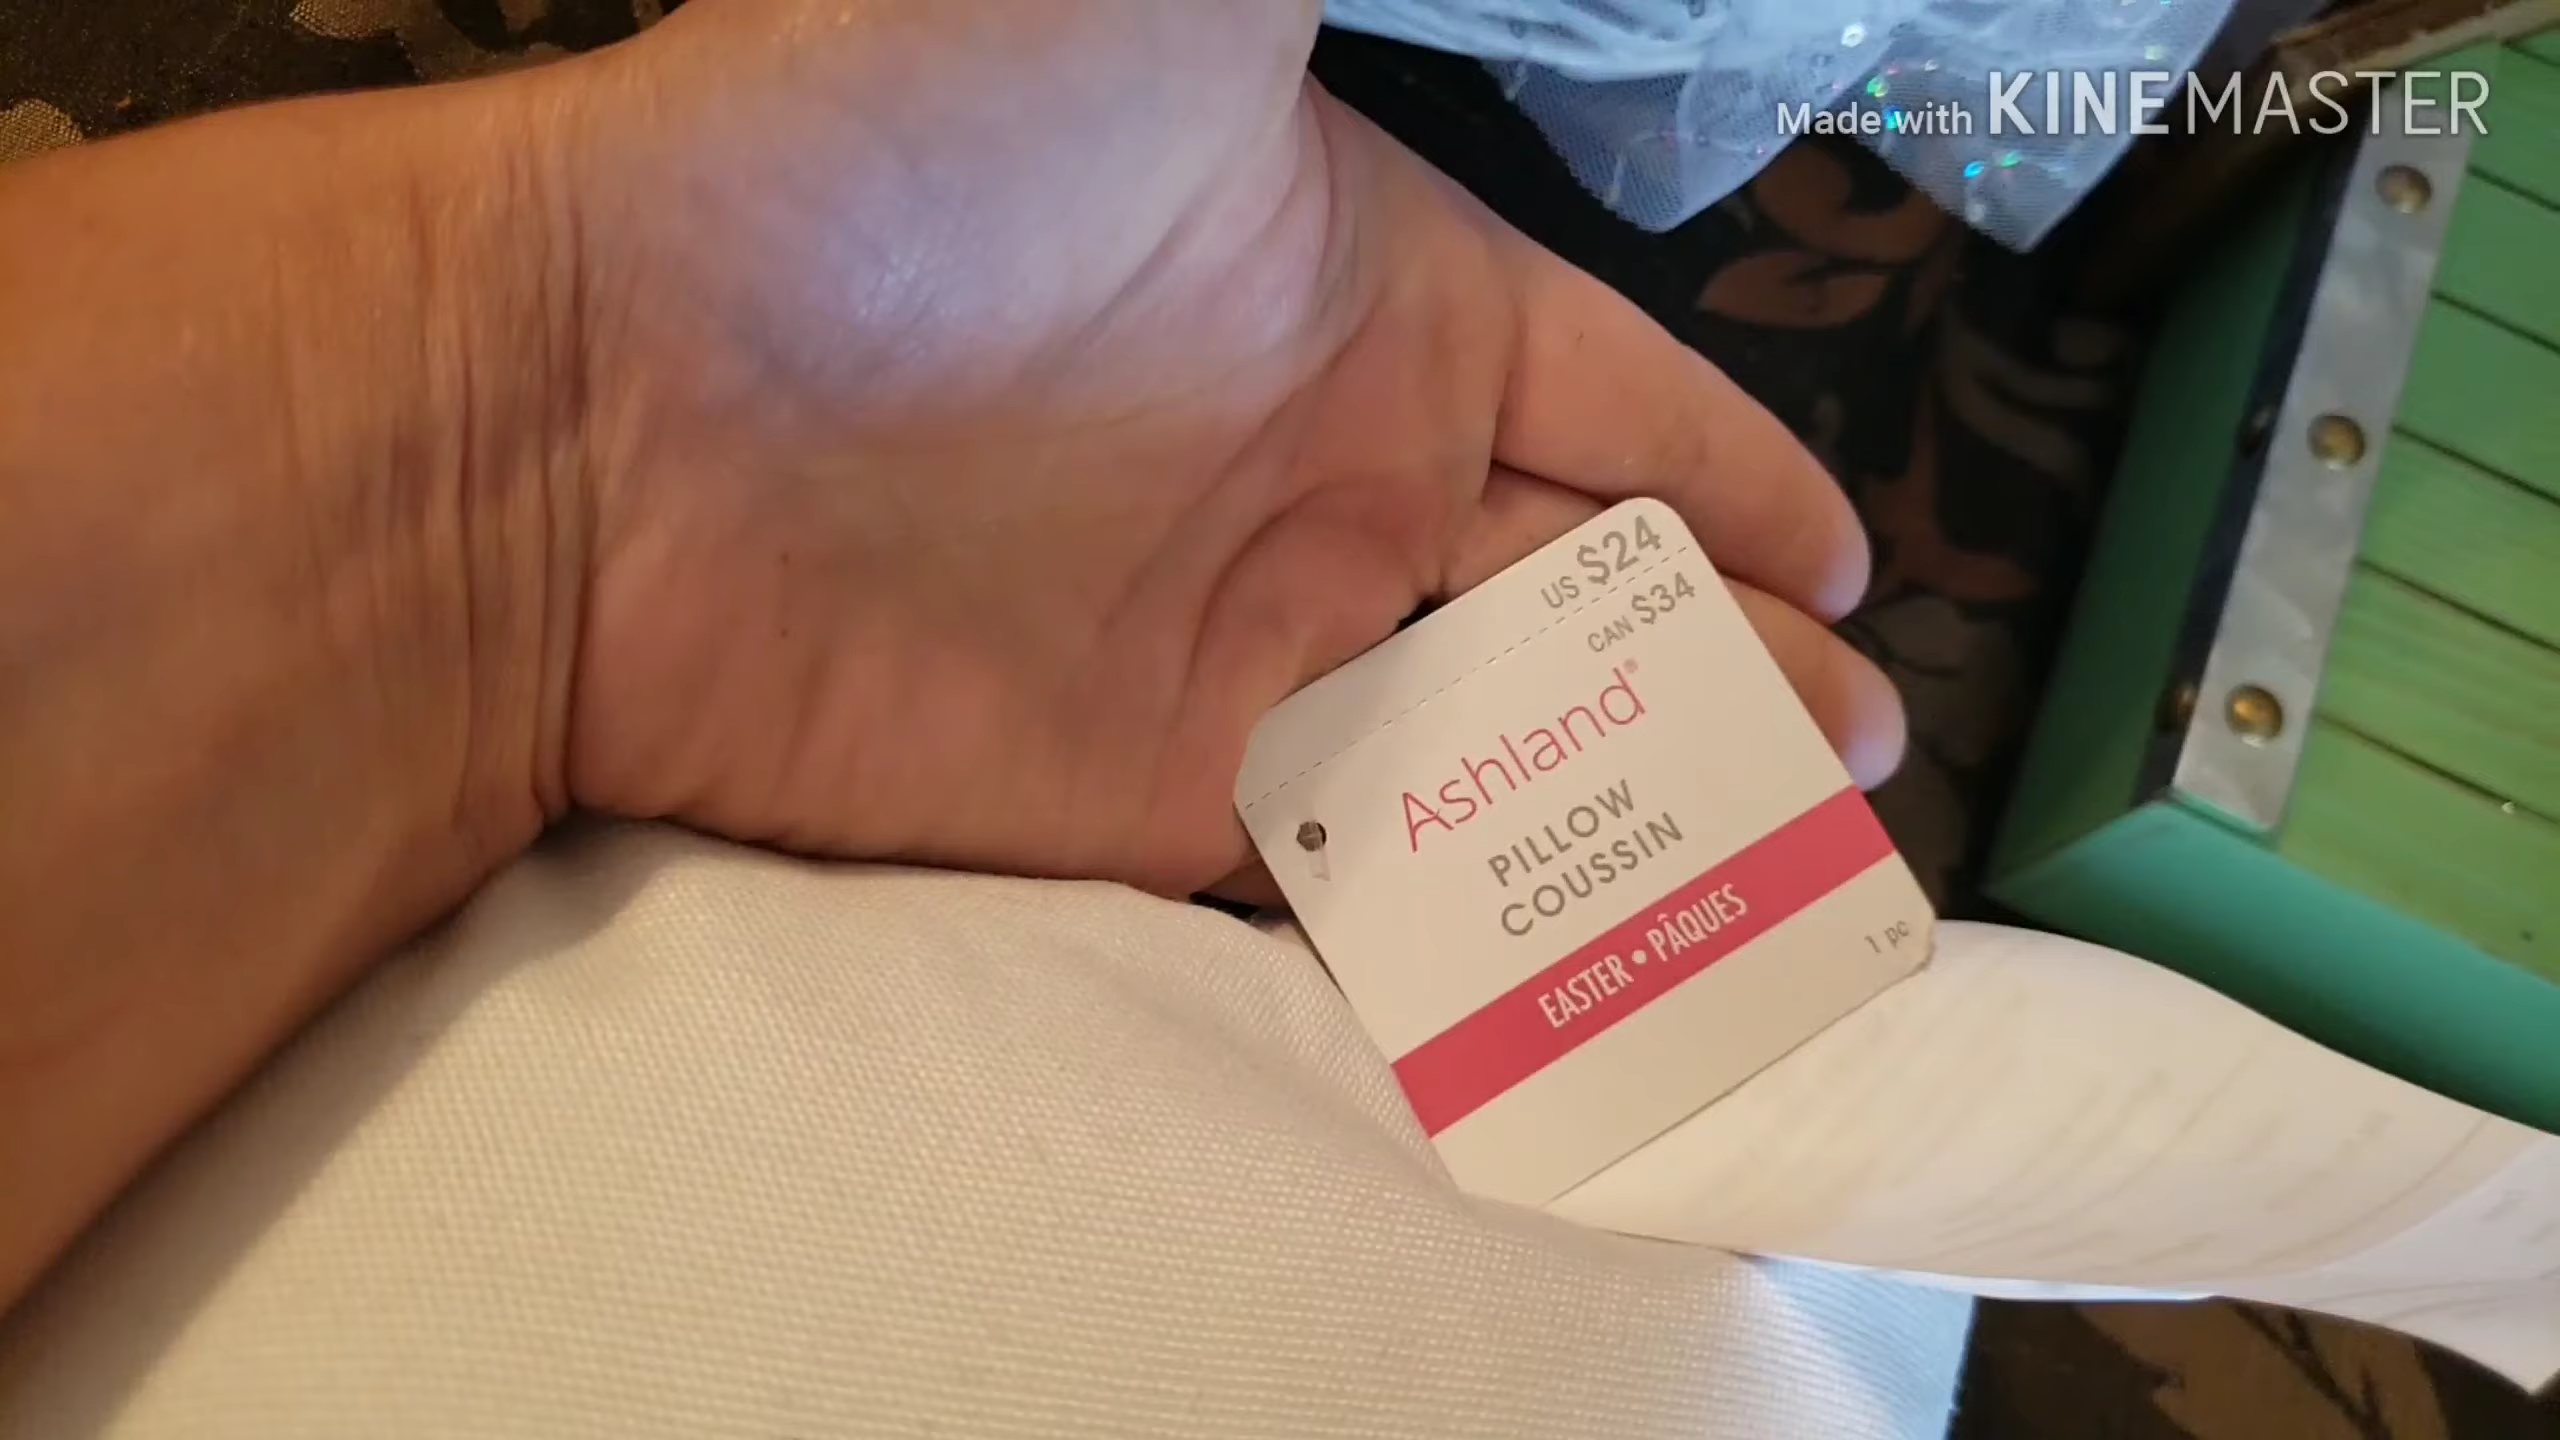 Made with KINEMASTER
US $24
CAN $34
Ashland®
PILLOW
COUSSIN
EASTER • PÂQUES
1 pc